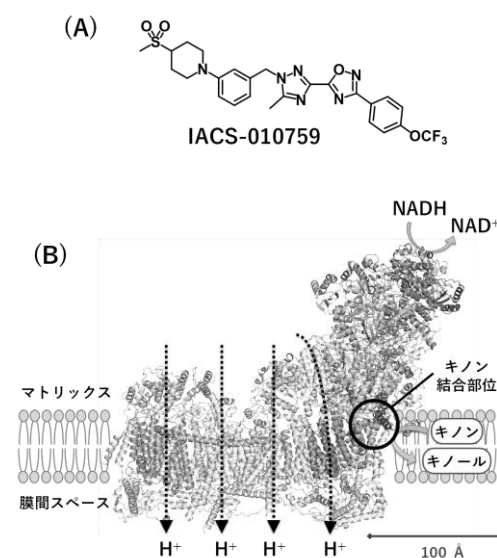 (A)
O O
S
N
N
N
N
O
N
N
OCF₃
IACS-010759
(B)
NADH
NAD⁺
キノン
結合部位
マトリックス
キノン
キノール
膜間スペース
H⁺ H⁺ H⁺ H⁺
100 Å